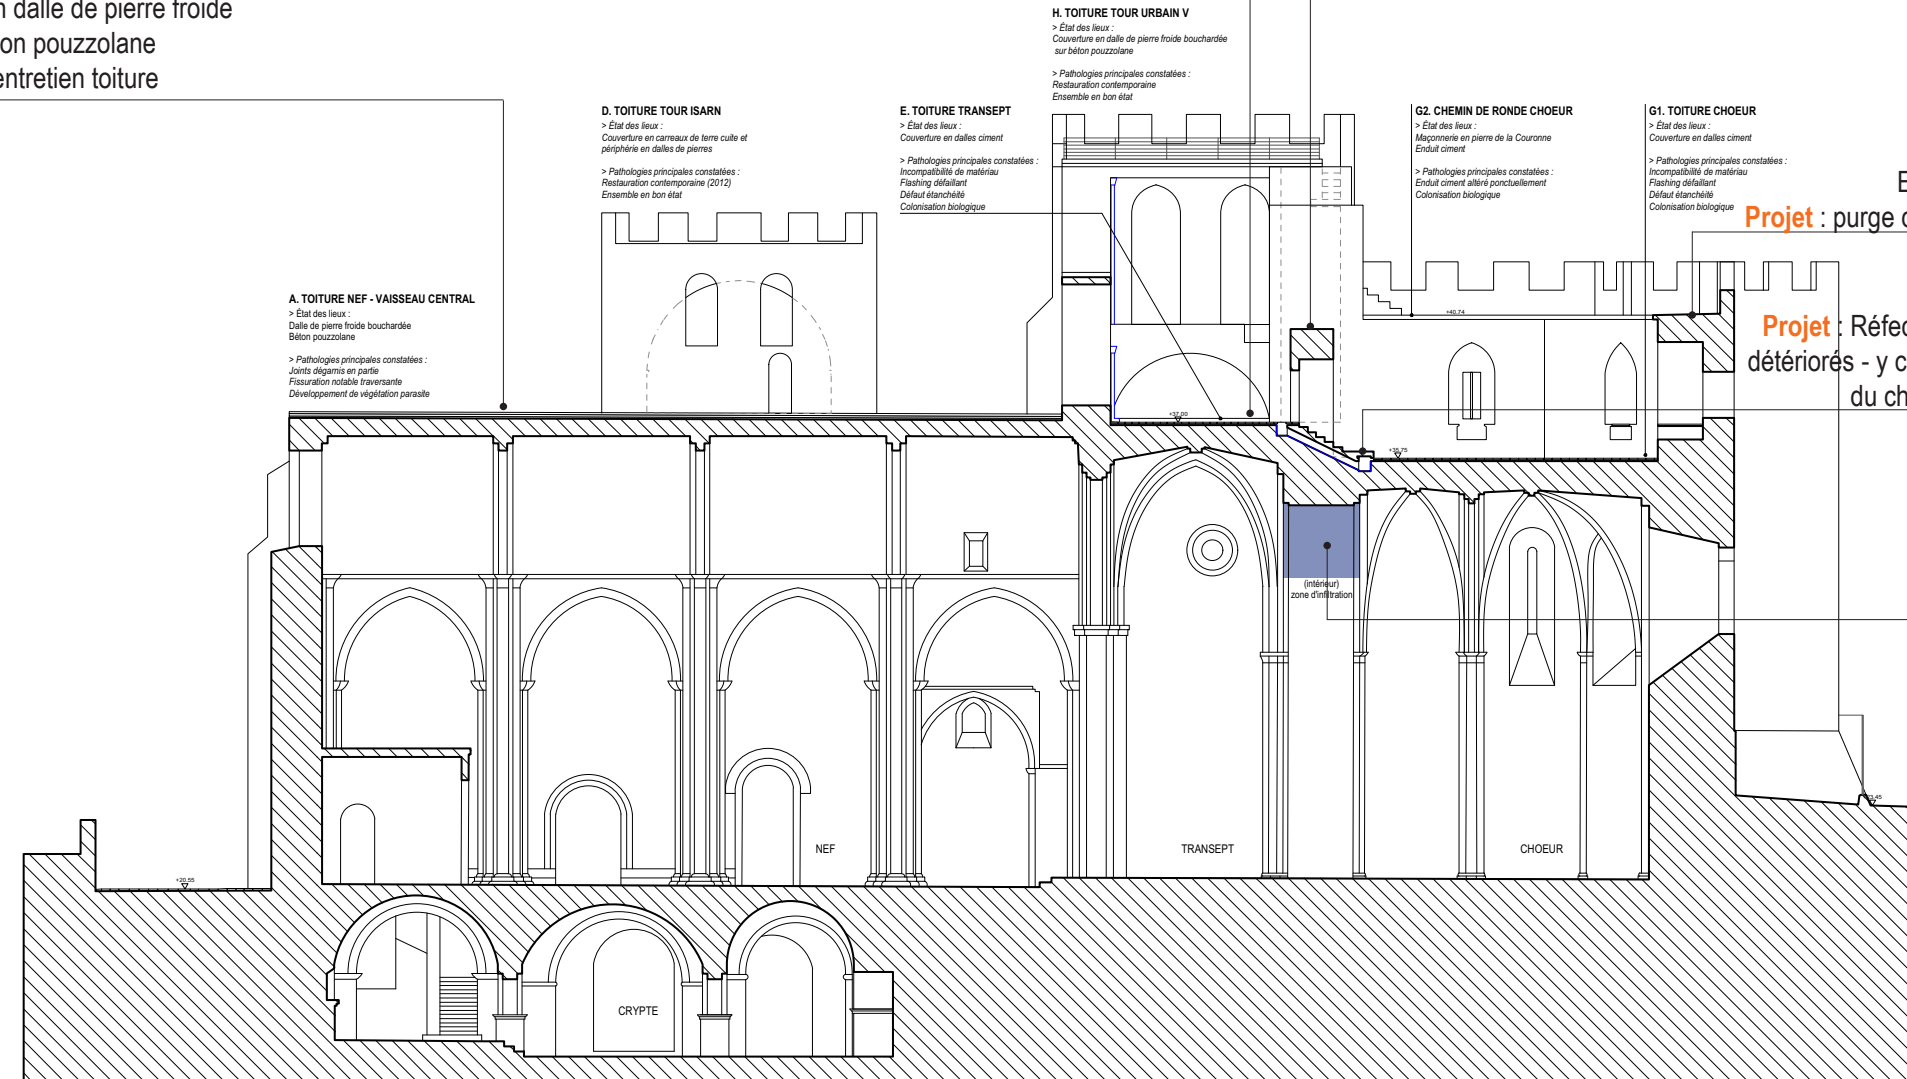 n dalle de pierre froide
on pouzzolane
entretien toiture
H. TOITURE TOUR URBAIN V
> État des lieux :
Couverture en dalle de pierre froide bouchardée
sur béton pouzzolane
> Pathologies principales constatées :
Restauration contemporaine
Ensemble en bon état
D. TOITURE TOUR ISARN
> État des lieux :
Couverture en carreaux de terre cuite et
périphérie en dalles de pierres
> Pathologies principales constatées :
Restauration contemporaine (2012)
Ensemble en bon état
E. TOITURE TRANSEPT
> État des lieux :
Couverture en dalles ciment
> Pathologies principales constatées :
Incompatibilité de matériau
Flashing défaillant
Défaut étanchéité
Colonisation biologique
G2. CHEMIN DE RONDE CHOEUR
> État des lieux :
Maçonnerie en pierre de la Couronne
Enduit ciment
> Pathologies principales constatées :
Enduit ciment altéré ponctuellement
Colonisation biologique
G1. TOITURE CHOEUR
> État des lieux :
Couverture en dalles ciment
> Pathologies principales constatées :
Incompatibilité de matériau
Flashing défaillant
Défaut étanchéité
Colonisation biologique
E
Projet : purge d
Projet : Réfec
détériorés - y c
du ch
A. TOITURE NEF - VAISSEAU CENTRAL
> État des lieux :
Dalle de pierre froide bouchardée
Béton pouzzolane
> Pathologies principales constatées :
Joints dégarnis en partie
Fissuration notable traversante
Développement de végétation parasite
+40.74
+37.00
+35.75
(intérieur)
zone d'infiltration
NEF
TRANSEPT
CHOEUR
+20.55
CRYPTE